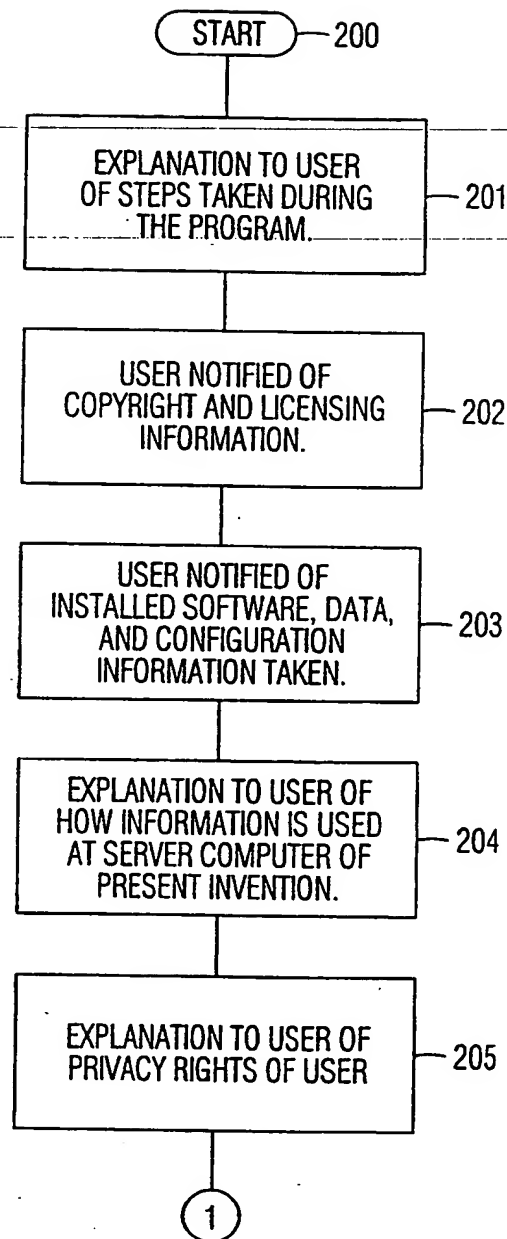 START
200
EXPLANATION TO USER
OF STEPS TAKEN DURING
THE PROGRAM.
201
USER NOTIFIED OF
COPYRIGHT AND LICENSING
INFORMATION.
202
USER NOTIFIED OF
INSTALLED SOFTWARE, DATA,
AND CONFIGURATION
INFORMATION TAKEN.
203
EXPLANATION TO USER OF
HOW INFORMATION IS USED
AT SERVER COMPUTER OF
PRESENT INVENTION.
204
EXPLANATION TO USER OF
PRIVACY RIGHTS OF USER
205
1